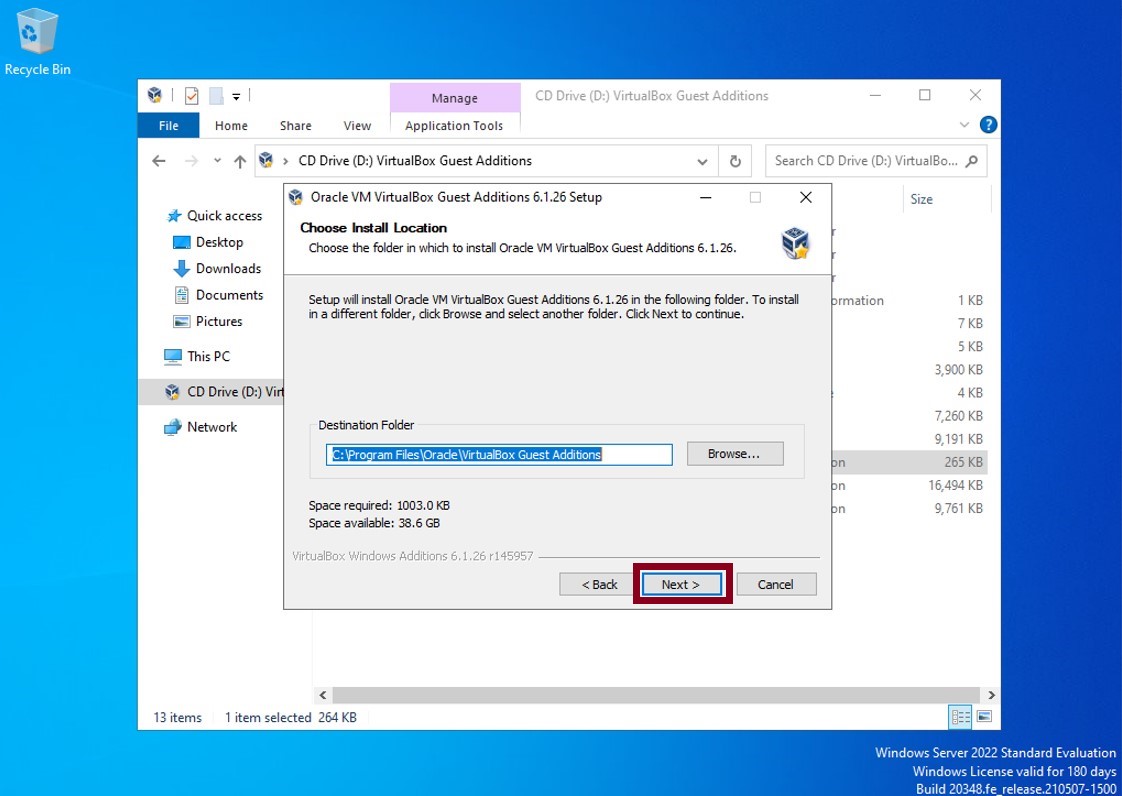 Recycle Bin
Manage
CD Drive (D:) VirtualBox Guest Additions
File
Home
Share
View
Application Tools
?
CD Drive (D:) VirtualBox Guest Additions
Search CD Drive (D:) VirtualBo...
Quick access
Desktop
Downloads
Documents
Pictures
This PC
CD Drive (D:) Virt
Network
Oracle VM VirtualBox Guest Additions 6.1.26 Setup
Choose Install Location
Choose the folder in which to install Oracle VM VirtualBox Guest Additions 6.1.26.
Setup will install Oracle VM VirtualBox Guest Additions 6.1.26 in the following folder. To install
in a different folder, click Browse and select another folder. Click Next to continue.
Destination Folder
C:\Program Files\Oracle\VirtualBox Guest Additions
Browse...
Space required: 1003.0 KB
Space available: 38.6 GB
VirtualBox Windows Additions 6.1.26 r145957
< Back
Next >
Cancel
Size
r
r
r
ormation
1 KB
7 KB
5 KB
3,900 KB
4 KB
7,260 KB
9,191 KB
on
265 KB
on
16,494 KB
on
9,761 KB
13 items
1 item selected 264 KB
Windows Server 2022 Standard Evaluation
Windows License valid for 180 days
Build 20348.fe_release.210507-1500